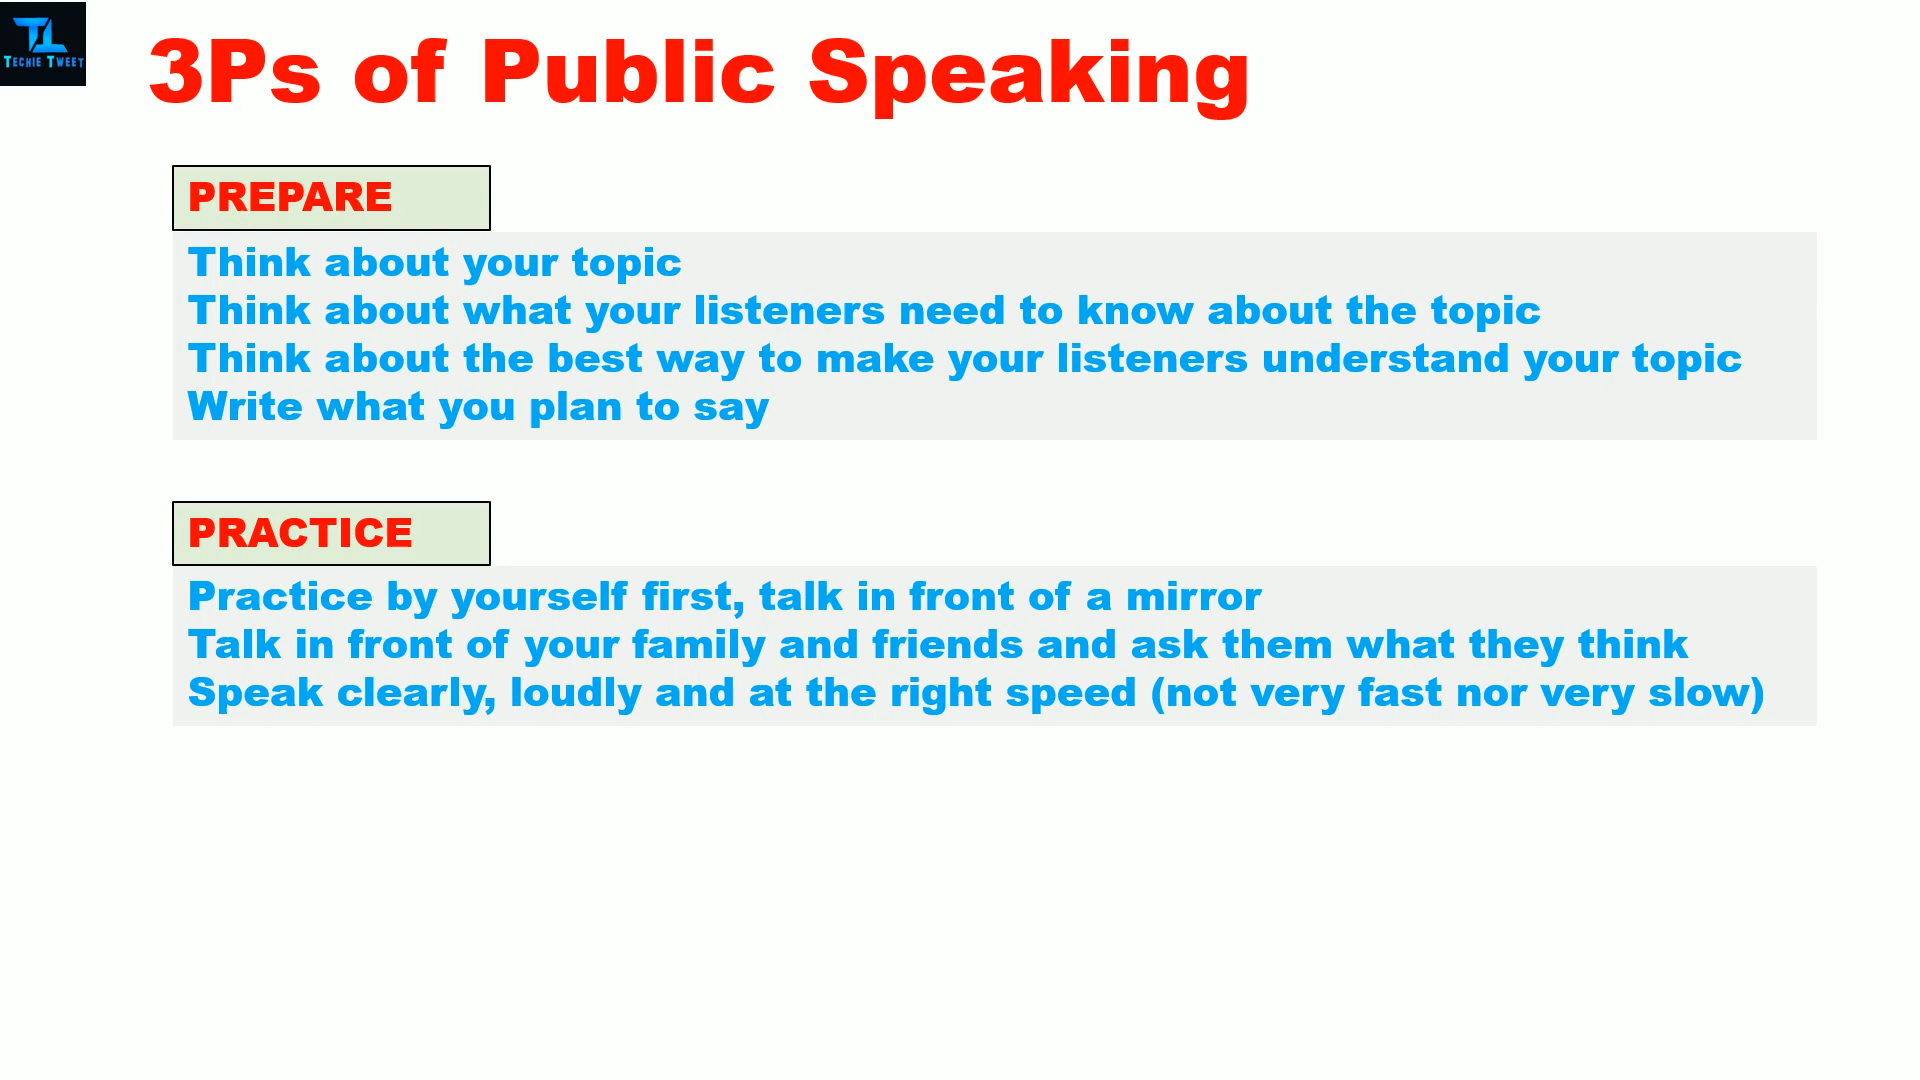 TECHIE TWEET
3Ps of Public Speaking
PREPARE
Think about your topic
Think about what your listeners need to know about the topic
Think about the best way to make your listeners understand your topic
Write what you plan to say
PRACTICE
Practice by yourself first, talk in front of a mirror
Talk in front of your family and friends and ask them what they think
Speak clearly, loudly and at the right speed (not very fast nor very slow)